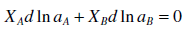 X_A d ln a_A + X_B d ln a_B = 0